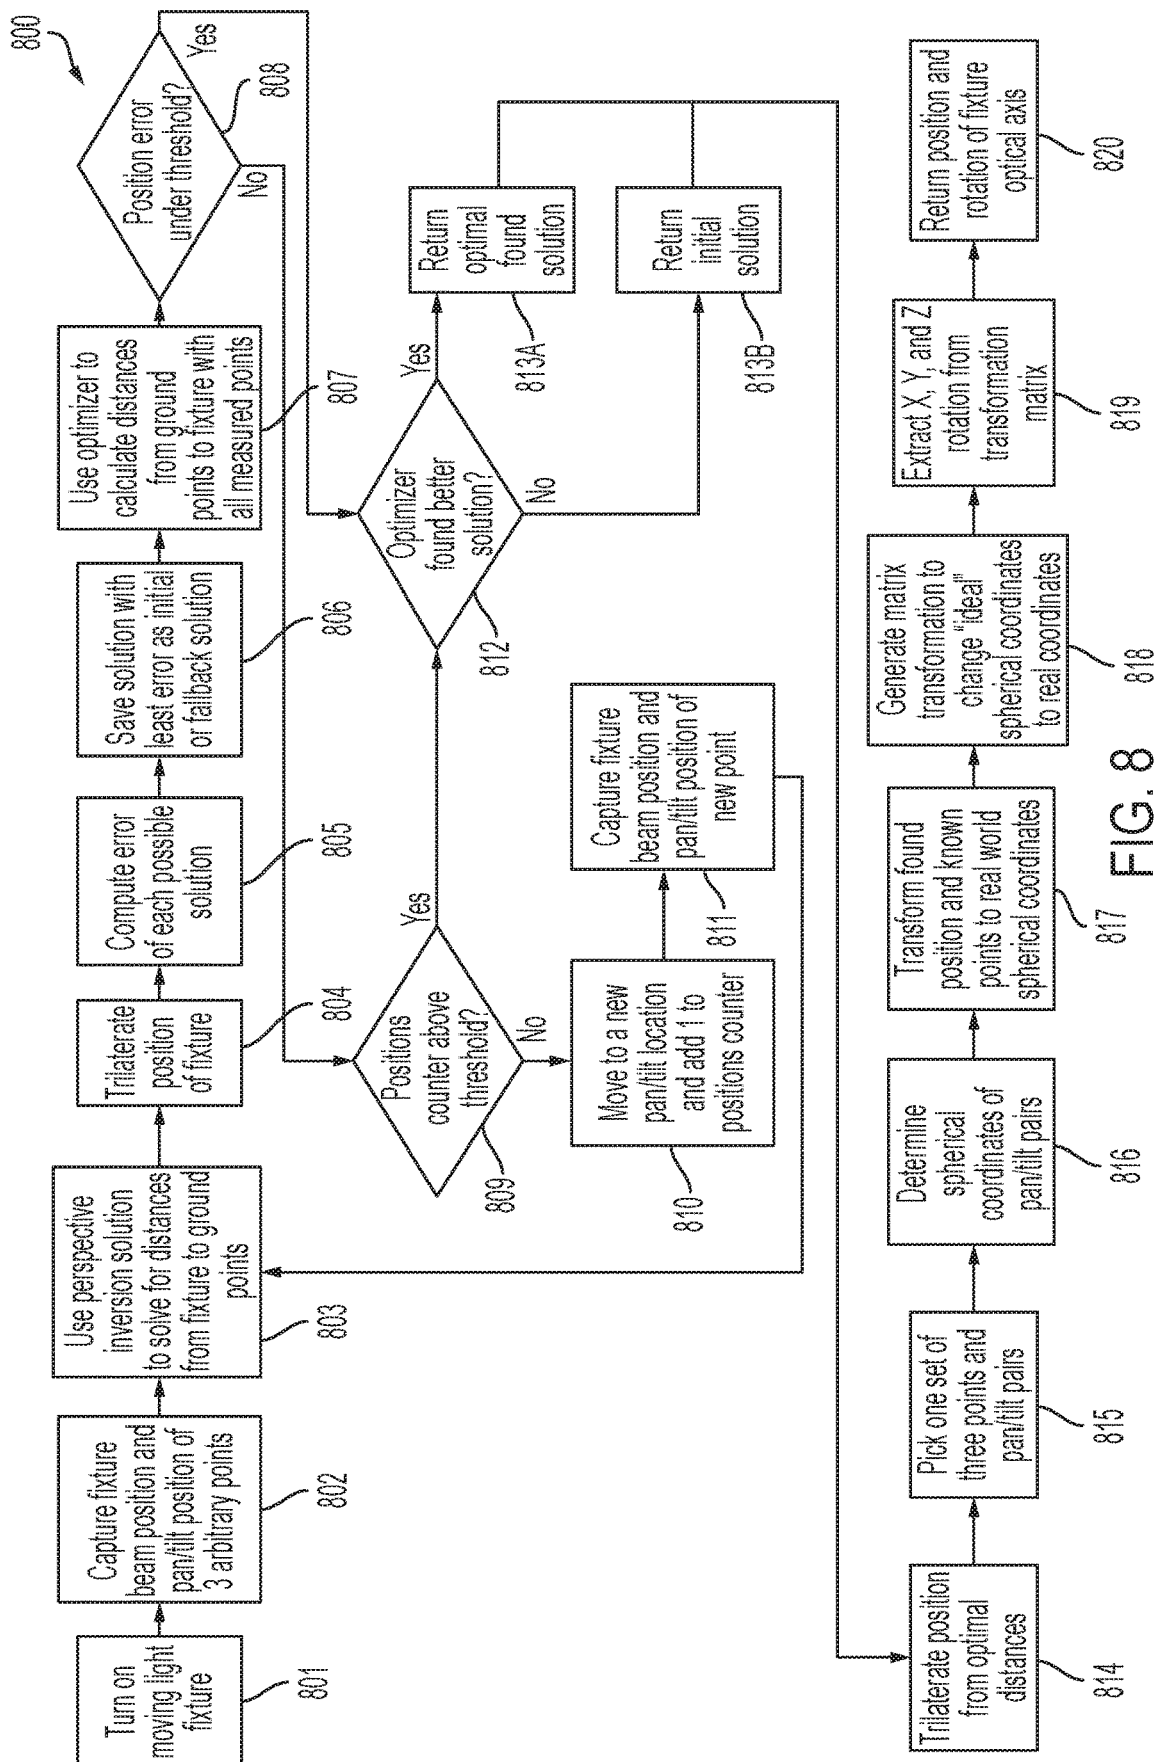 800
Turn on
moving light
fixture
801
Capture fixture
beam position and
pan/tilt position of
3 arbitrary points
802
Use perspective
inversion solution
to solve for distances
from fixture to ground
points
803
Trilaterate
position
of fixture
804
Compute error
of each possible
solution
805
Save solution with
least error as initial
or fallback solution
806
Use optimizer to
calculate distances
from ground
points to fixture with
all measured points
807
Position error
under threshold?
808
Yes
No
Positions
counter above
threshold?
809
Yes
No
Move to a new
pan/tilt location
and add 1 to
positions counter
810
Capture fixture
beam position and
pan/tilt position of
new point
811
Optimizer
found better
solution?
812
Yes
No
Return
optimal
found
solution
813A
Return
initial
solution
813B
Trilaterate position
from optimal
distances
814
Pick one set of
three points and
pan/tilt pairs
815
Determine
spherical
coordinates of
pan/tilt pairs
816
Transform found
position and known
points to real world
spherical coordinates
817
Generate matrix
transformation to
change "ideal"
spherical coordinates
to real coordinates
818
Extract X, Y, and Z
rotation from
transformation
matrix
819
Return position and
rotation of fixture
optical axis
820
FIG. 8